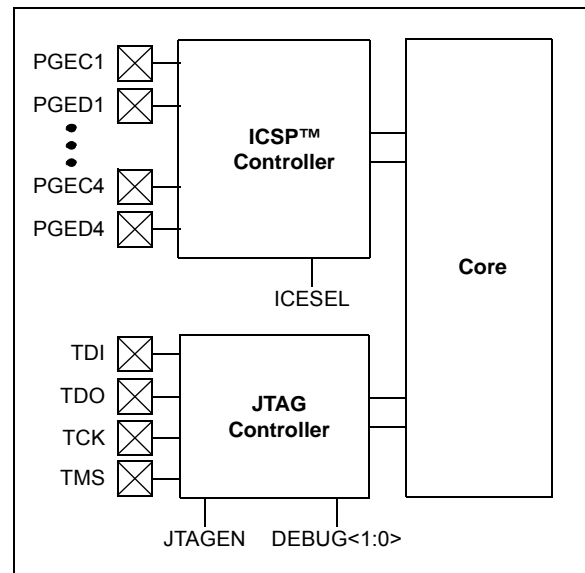 PGEC1
PGED1
PGEC4
PGED4
ICSP™
Controller
ICESEL
Core
TDI
TDO
TCK
TMS
JTAG
Controller
JTAGEN
DEBUG<1:0>